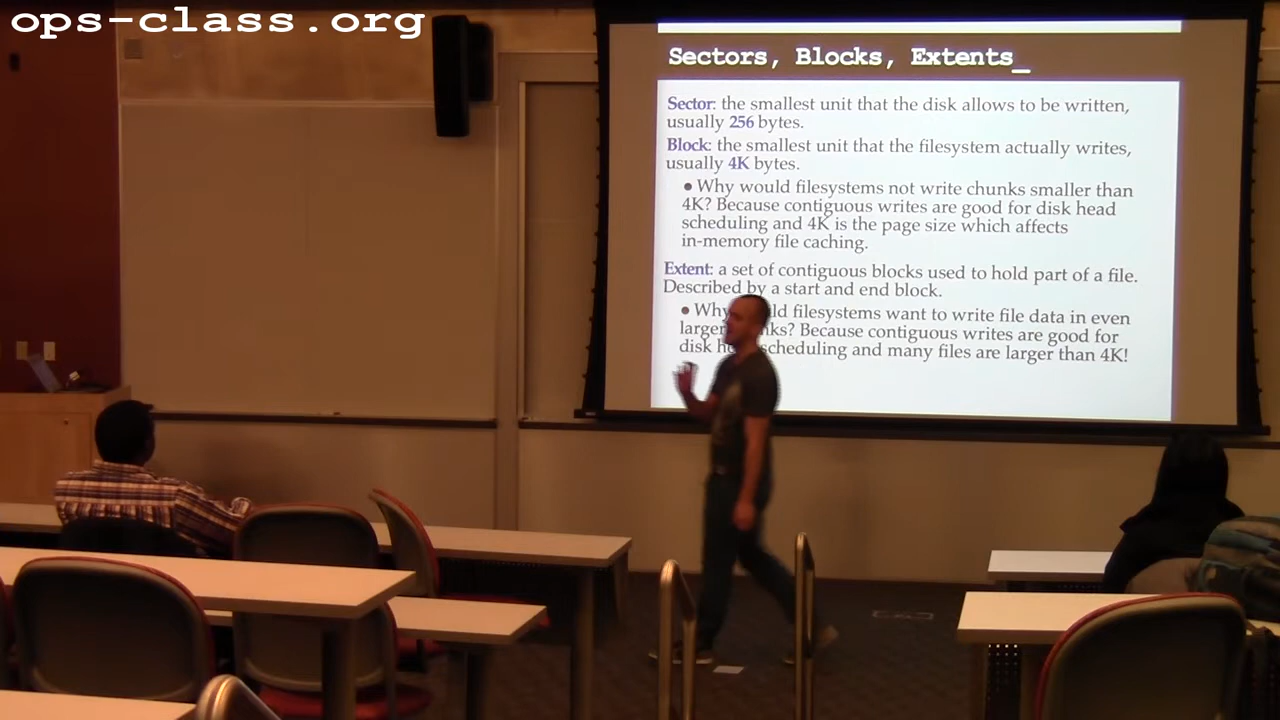 ops-class.org
Sectors, Blocks, Extents_
Sector: the smallest unit that the disk allows to be written,
usually 256 bytes.
Block: the smallest unit that the filesystem actually writes,
usually 4K bytes.
● Why would filesystems not write chunks smaller than
4K? Because contiguous writes are good for disk head
scheduling and 4K is the page size which affects
in-memory file caching.
Extent: a set of contiguous blocks used to hold part of a file.
Described by a start and end block.
● Why filesystems want to write file data in even
larger Because contiguous writes are good for
disk scheduling and many files are larger than 4K!